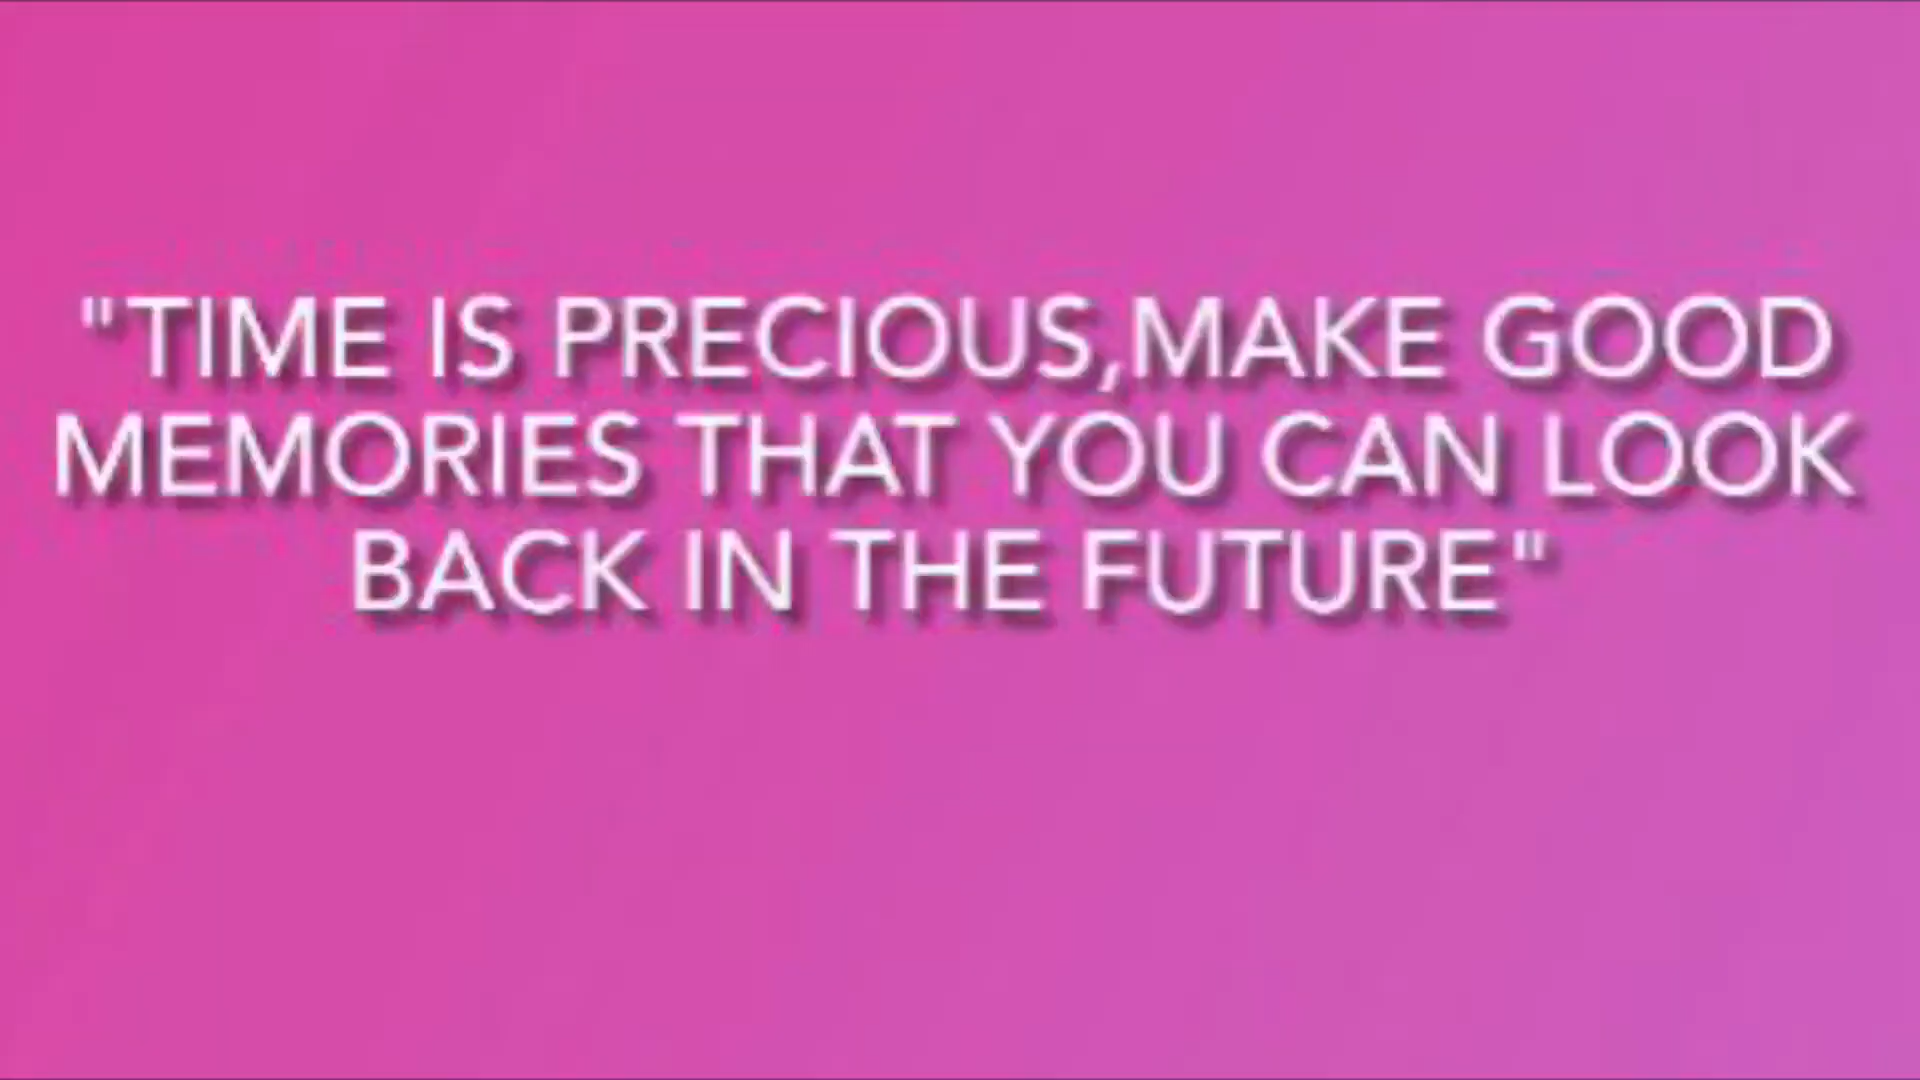 "TIME IS PRECIOUS,MAKE GOOD
MEMORIES THAT YOU CAN LOOK
BACK IN THE FUTURE"